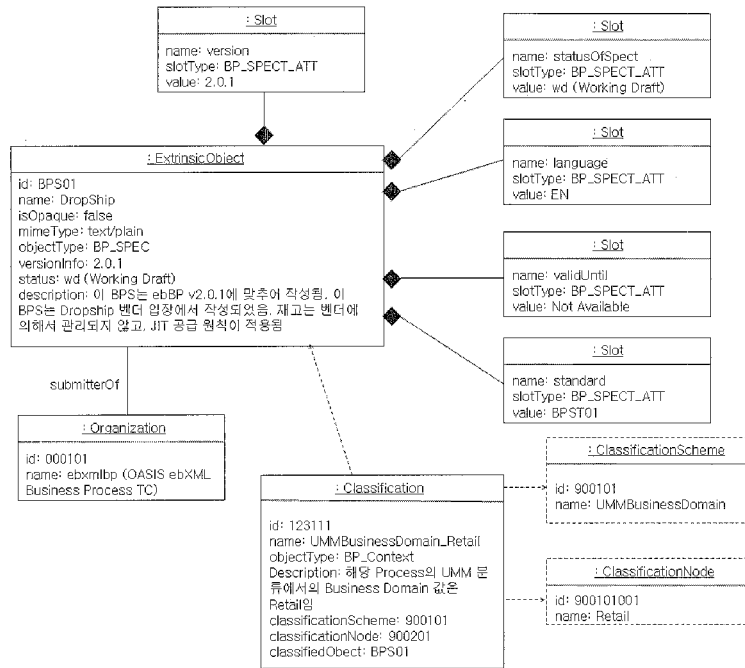 : Slot
name: version
slotType: BP_SPECT_ATT
value: 2.0.1
: Slot
name: statusOfSpect
slotType: BP_SPECT_ATT
value: wd (Working Draft)
: ExtrinsicObject
id: BPS01
name: DropShip
isOpaque: false
mimeType: text/plain
objectType: BP_SPEC
versionInfo: 2.0.1
status: wd (Working Draft)
description: 이 BPS는 ebBP v2.0.1에 맞추어 작성됨. 이
BPS는 Dropship 벤더 입장에서 작성되었음. 재고는 벤더에
의해서 관리되지 않고, JIT 공급 원칙이 적용됨
: Slot
name: language
slotType: BP_SPECT_ATT
value: EN
: Slot
name: validUntil
slotType: BP_SPECT_ATT
value: Not Available
: Slot
name: standard
slotType: BP_SPECT_ATT
value: BPST01
submitterOf
: Organization
id: 000101
name: ebxmlbp (OASIS ebXML
Business Process TC)
: Classification
id: 123111
name: UMMBusinessDomain_Retail
objectType: BP_Context
Description: 해당 Process의 UMM 분
류에서의 Business Domain 값은
Retail임
classificationScheme: 900101
classificationNode: 900201
classifiedObect: BPS01
: ClassificationScheme
id: 900101
name: UMMBusinessDomain
: ClassificationNode
id: 900101001
name: Retail